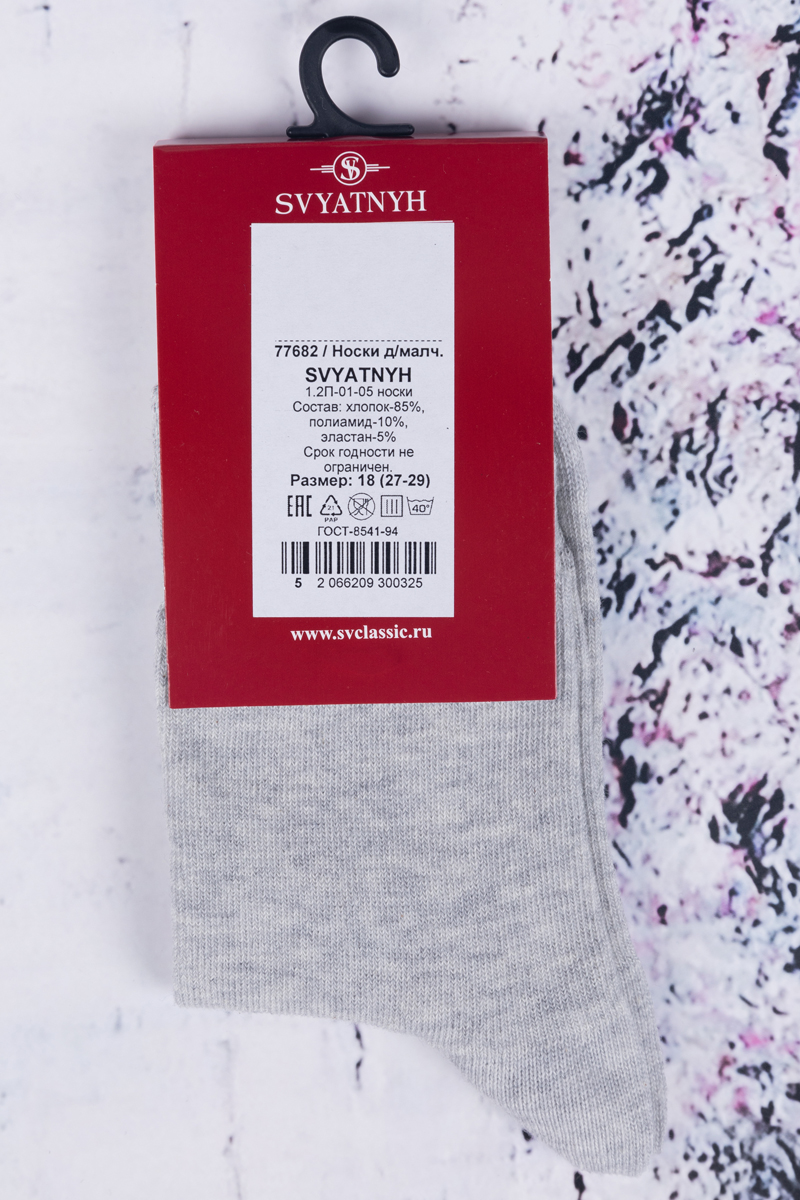 SV
SVYATNYH
77682 / Носки д/малч.
SVYATNYH
1.2П-01-05 носки
Состав: хлопок-85%,
полиамид-10%,
эластан-5%
Срок годности не
ограничен.
Размер: 18 (27-29)
EAC 21 PAP 40°
ГОСТ-8541-94
5 2 066209 300325
www.svclassic.ru